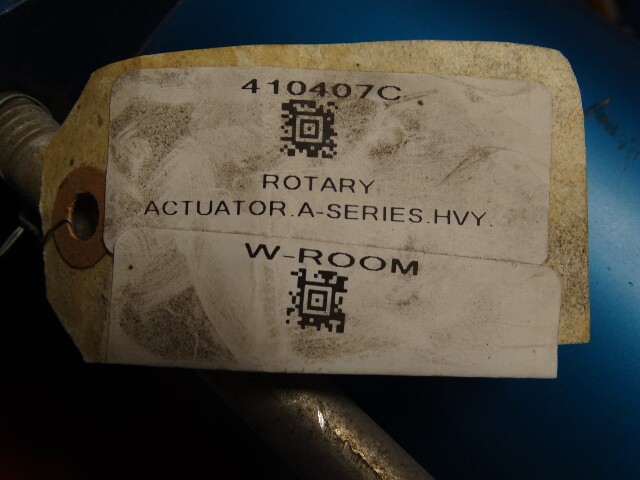 410407C
ROTARY
ACTUATOR.A-SERIES.HVY.
W-ROOM